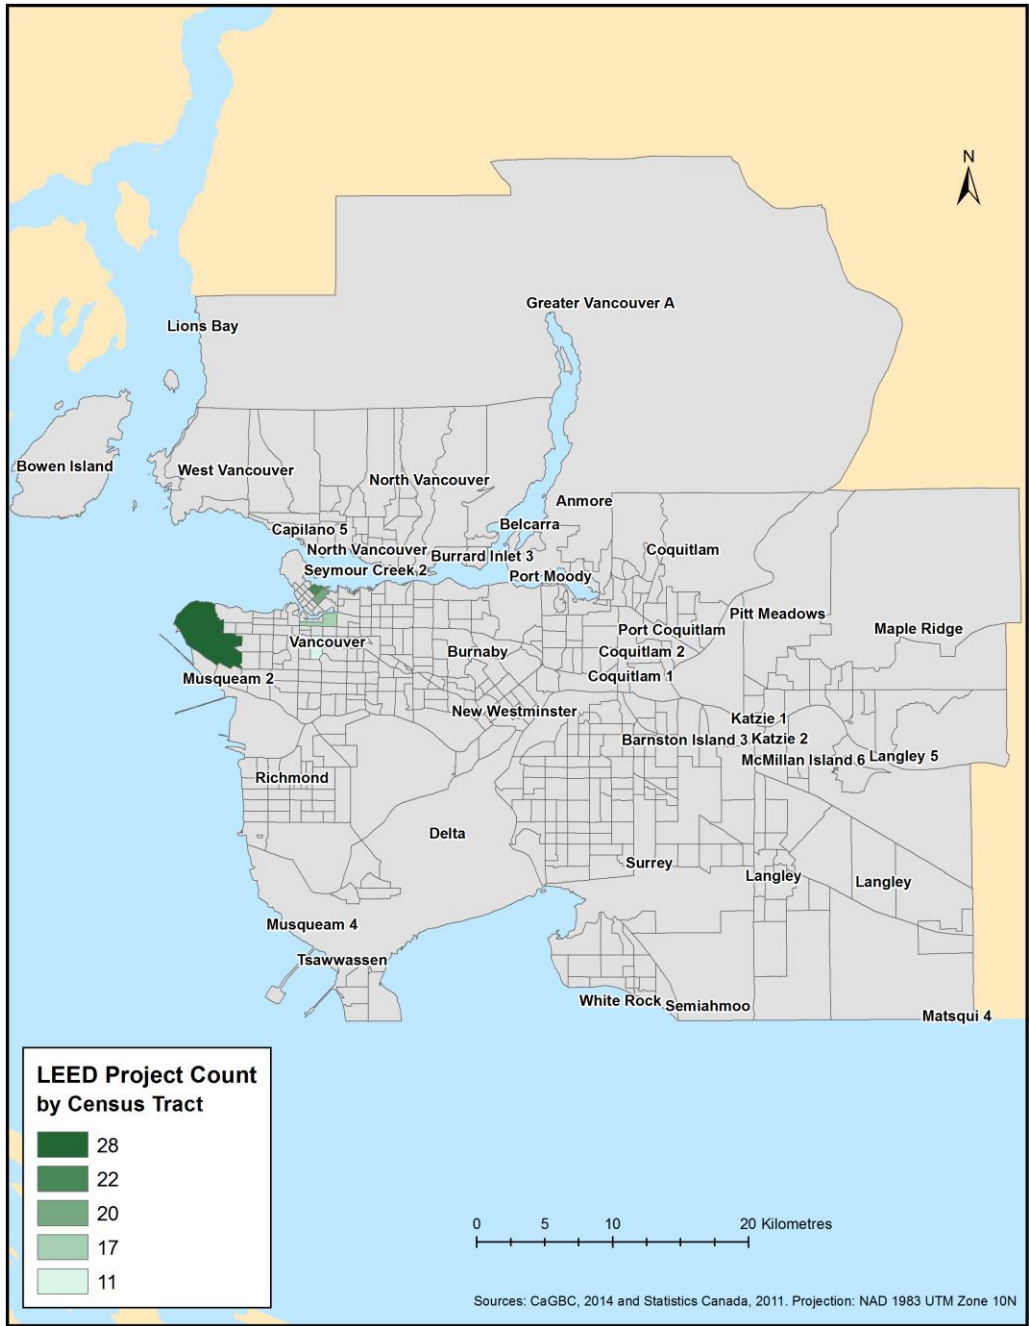 N
Greater Vancouver A
Lions Bay
Bowen Island
West Vancouver
North Vancouver
Anmore
Belcarra
Capilano 5
North Vancouver
Burrard Inlet 3
Coquitlam
Seymour Creek 2
Port Moody
Pitt Meadows
Maple Ridge
Port Coquitlam
Vancouver
Burnaby
Coquitlam 2
Musqueam 2
Coquitlam 1
New Westminster
Katzie 1
Barnston Island 3
Katzie 2
McMillan Island 6
Langley 5
Richmond
Delta
Surrey
Langley
Langley
Musqueam 4
Tsawwassen
White Rock
Semiahmoo
Matsqui 4
LEED Project Count
by Census Tract
28
22
20
17
11
0 5 10 20 Kilometres
Sources: CaGBC, 2014 and Statistics Canada, 2011. Projection: NAD 1983 UTM Zone 10N